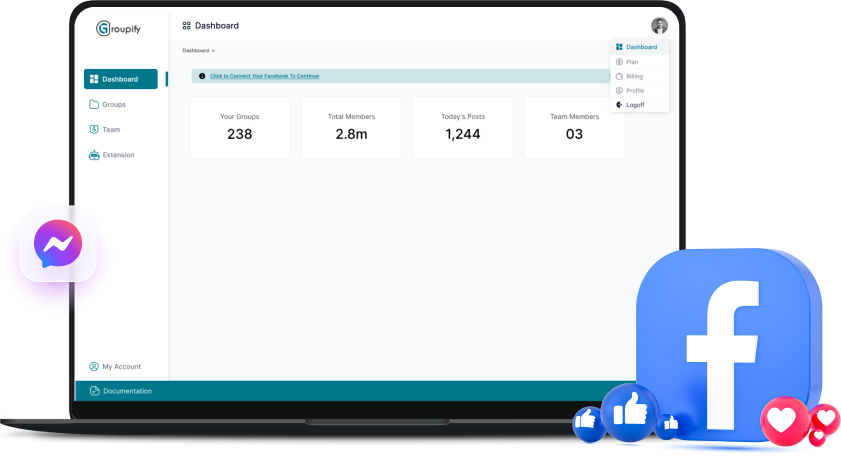 Groupify
Dashboard
Dashboard >
Dashboard
Plan
Billing
Profile
Logoff
Click to Connect Your Facebook To Continue
Dashboard
Groups
Team
Extension
Your Groups
238
Total Members
2.8m
Today's Posts
1,244
Team Members
03
My Account
Documentation